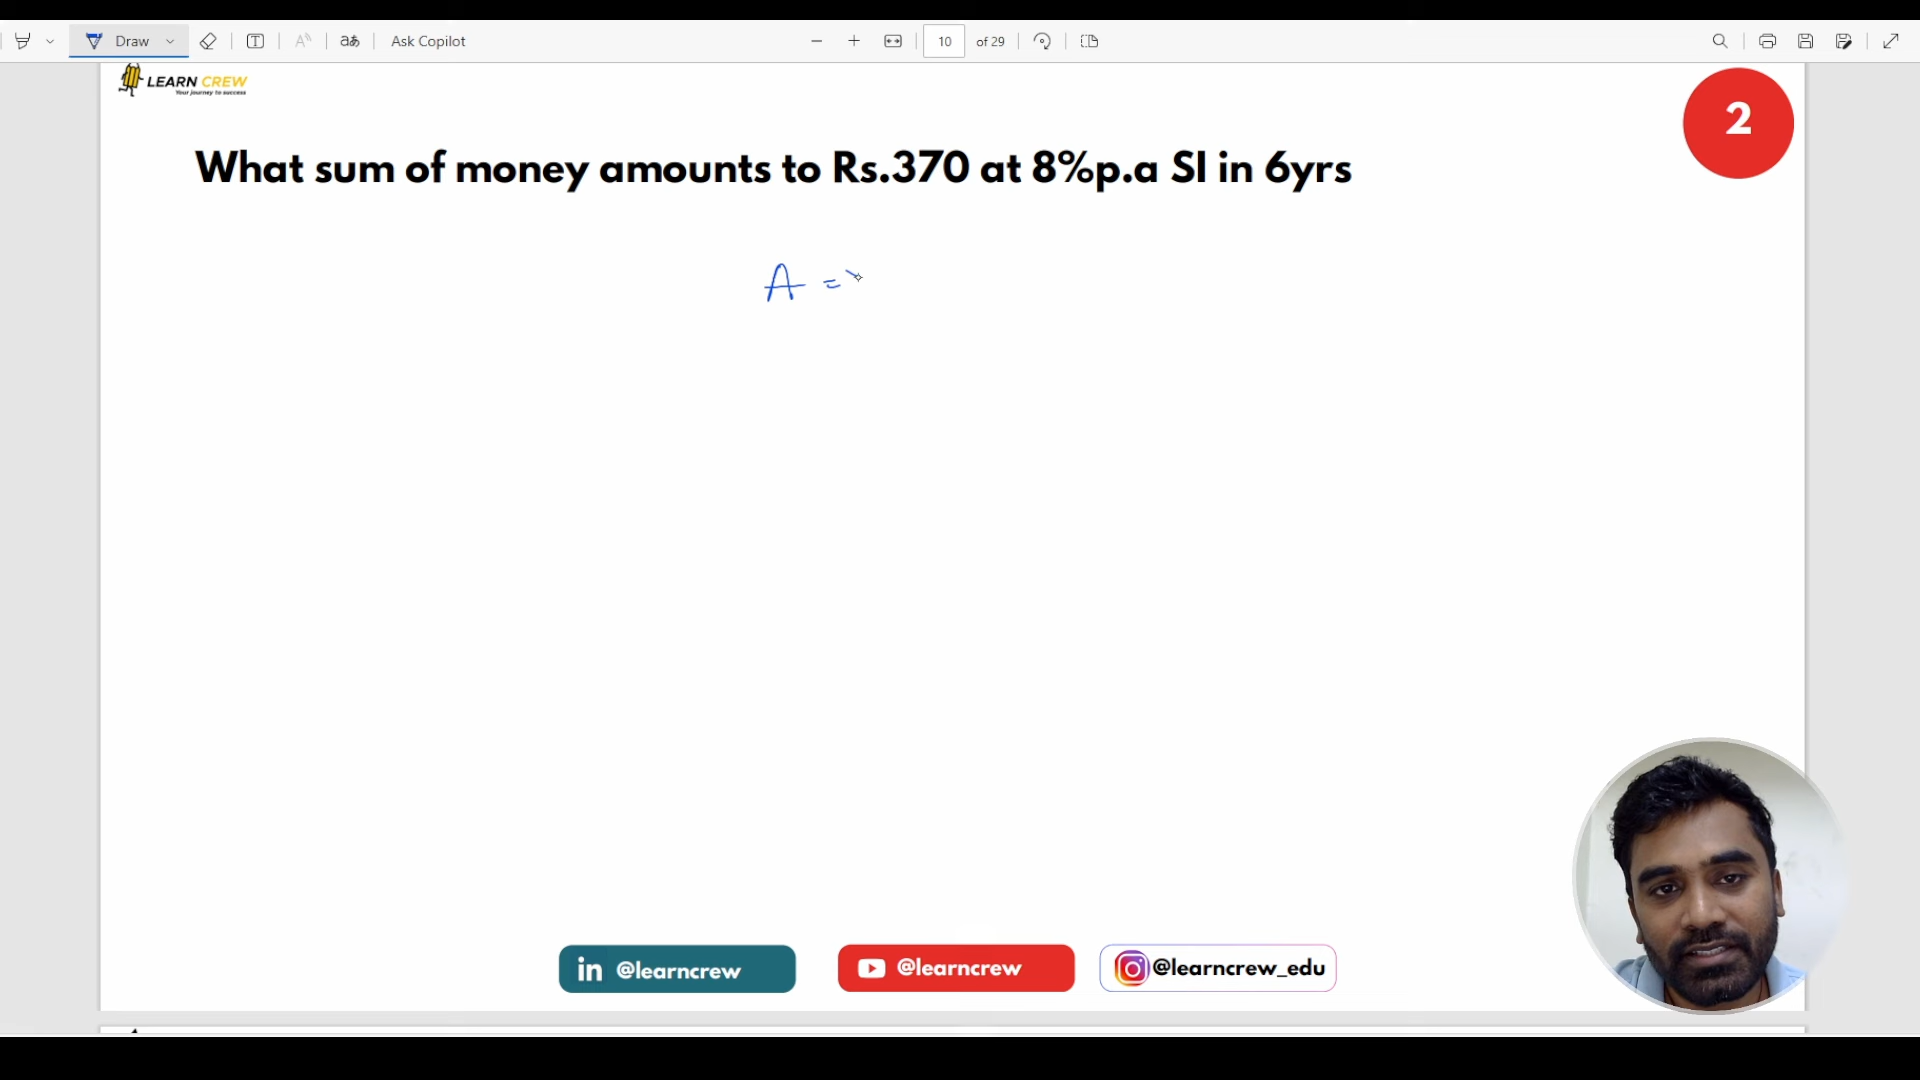 Draw
Ask Copilot
10 of 29
LEARN CREW
Your journey to success
2
What sum of money amounts to Rs.370 at 8%p.a SI in 6yrs
A =
in @learncrew
@learncrew
@learncrew_edu